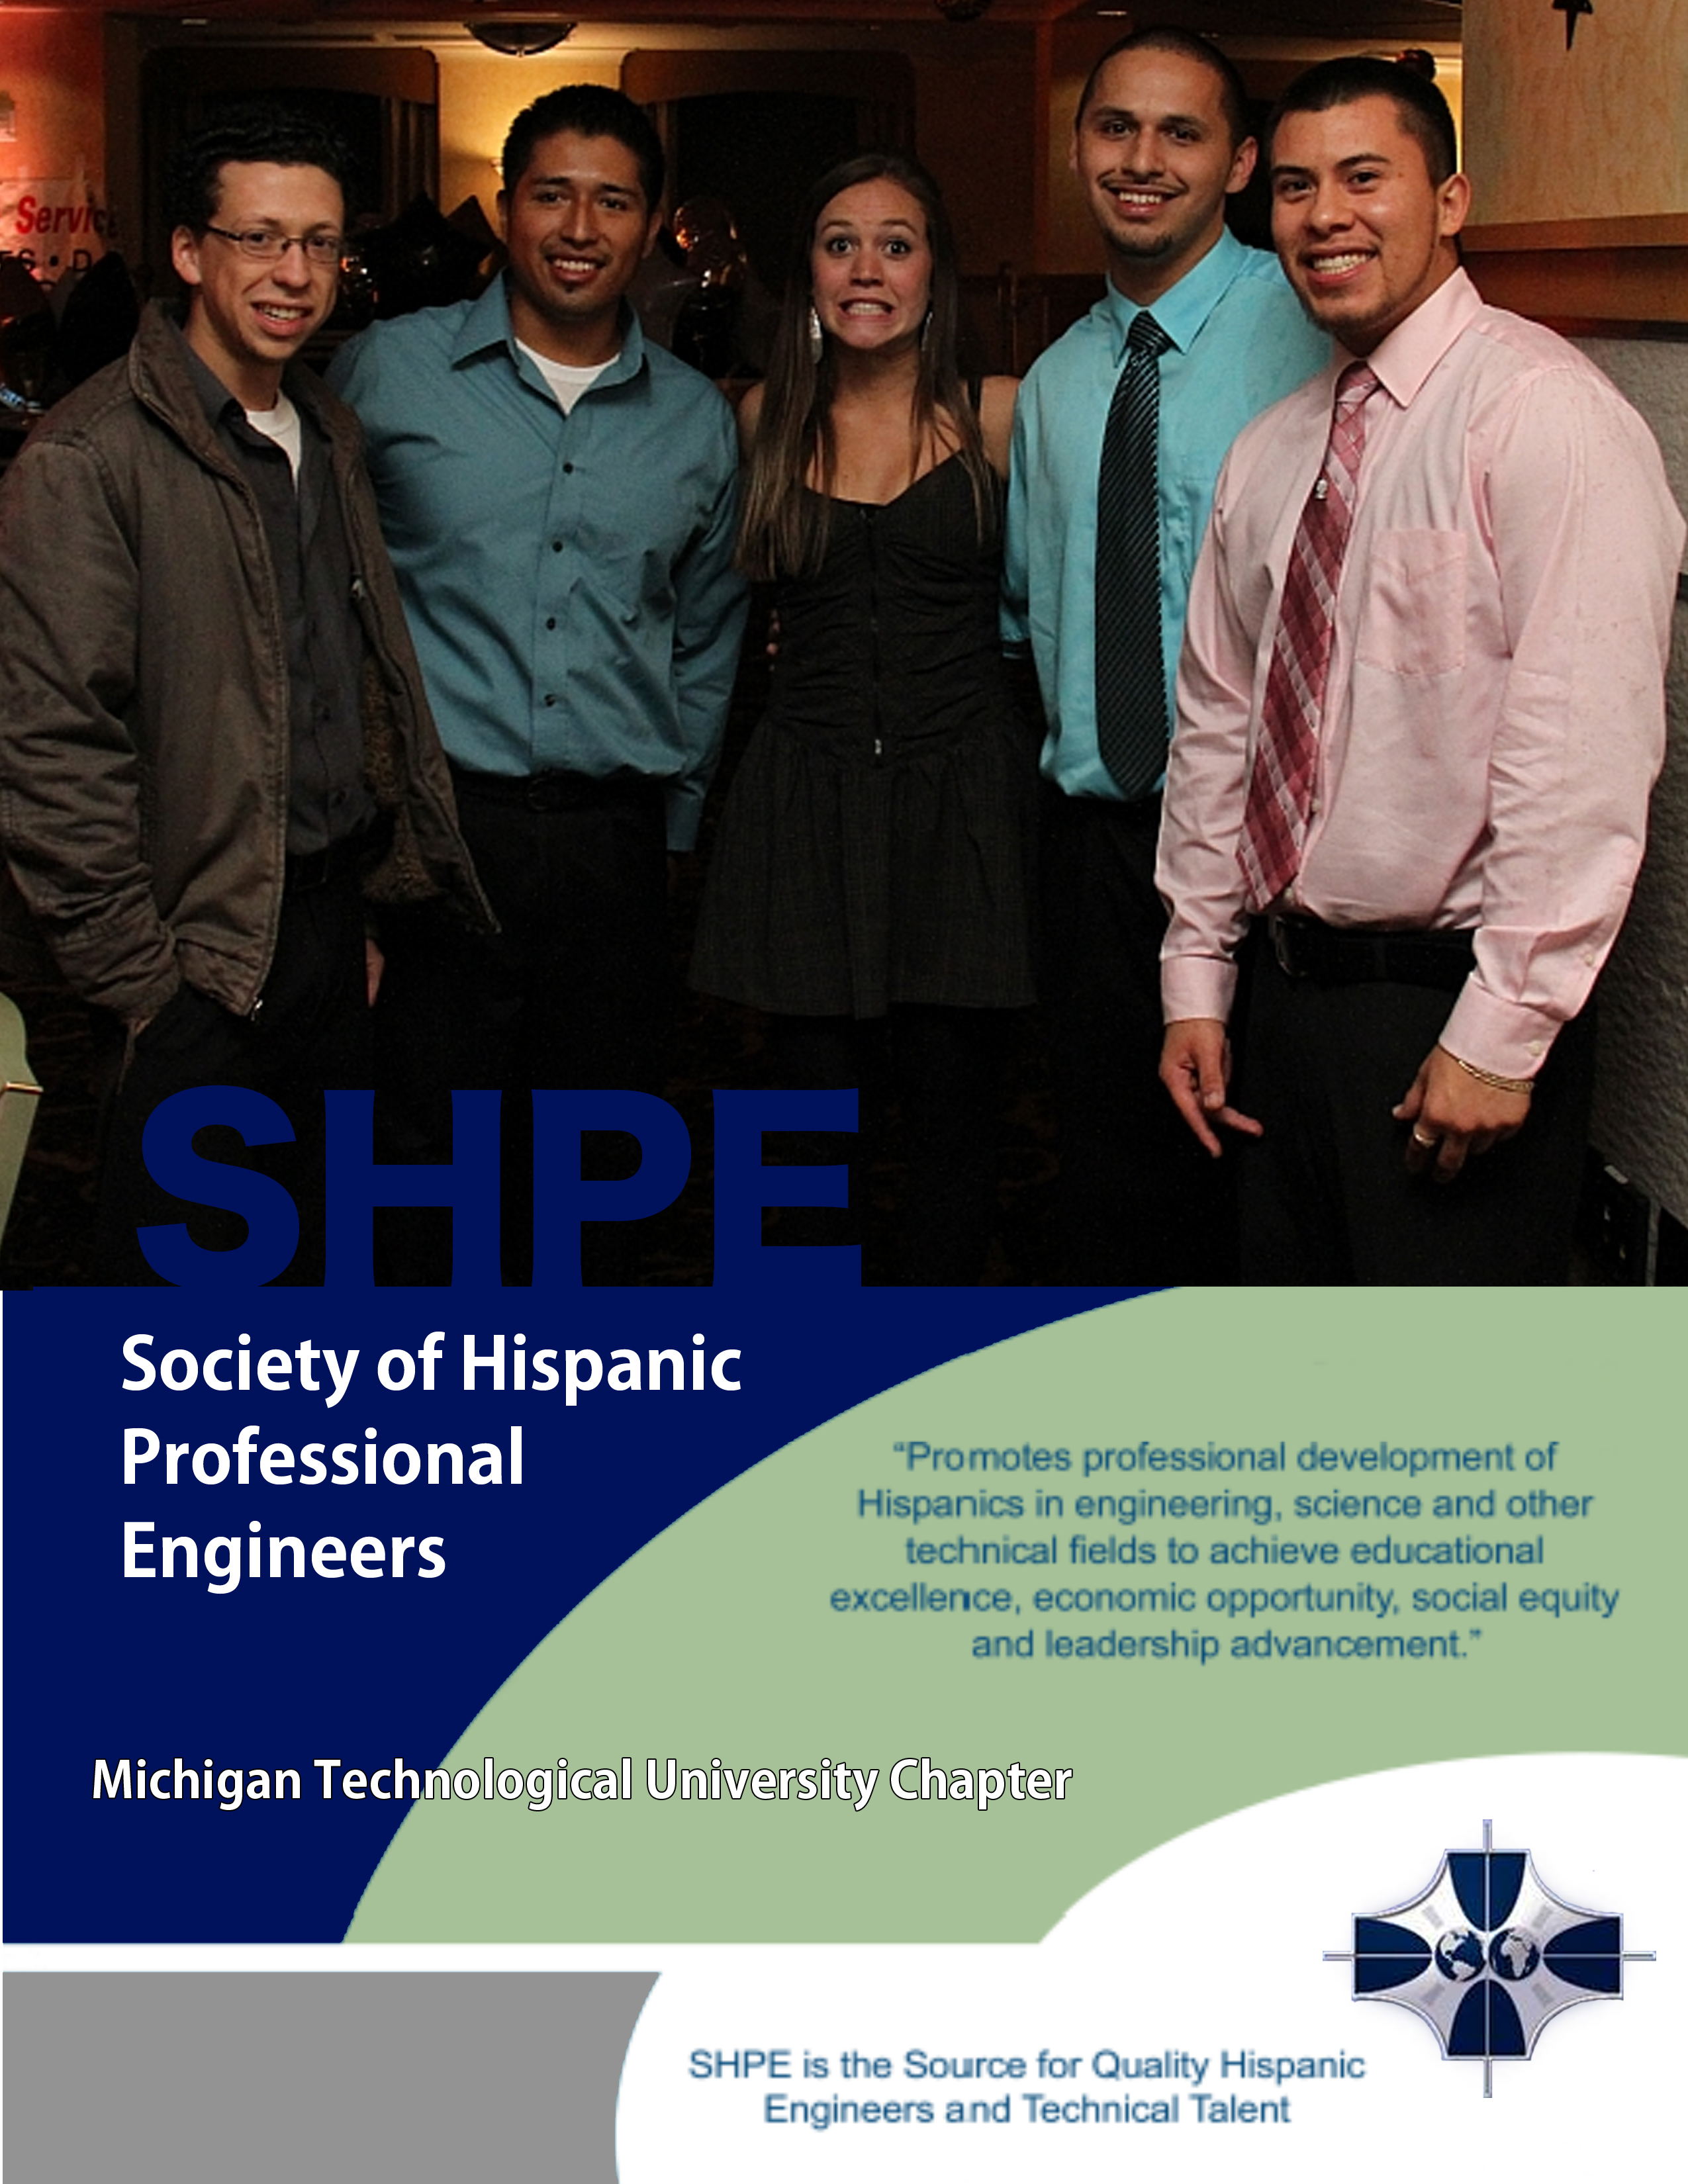 Servic
SHPE
Society of Hispanic
Professional
Engineers
“Promotes professional development of
Hispanics in engineering, science and other
technical fields to achieve educational
excellence, economic opportunity, social equity
and leadership advancement.”
Michigan Technological University Chapter
SHPE is the Source for Quality Hispanic
Engineers and Technical Talent